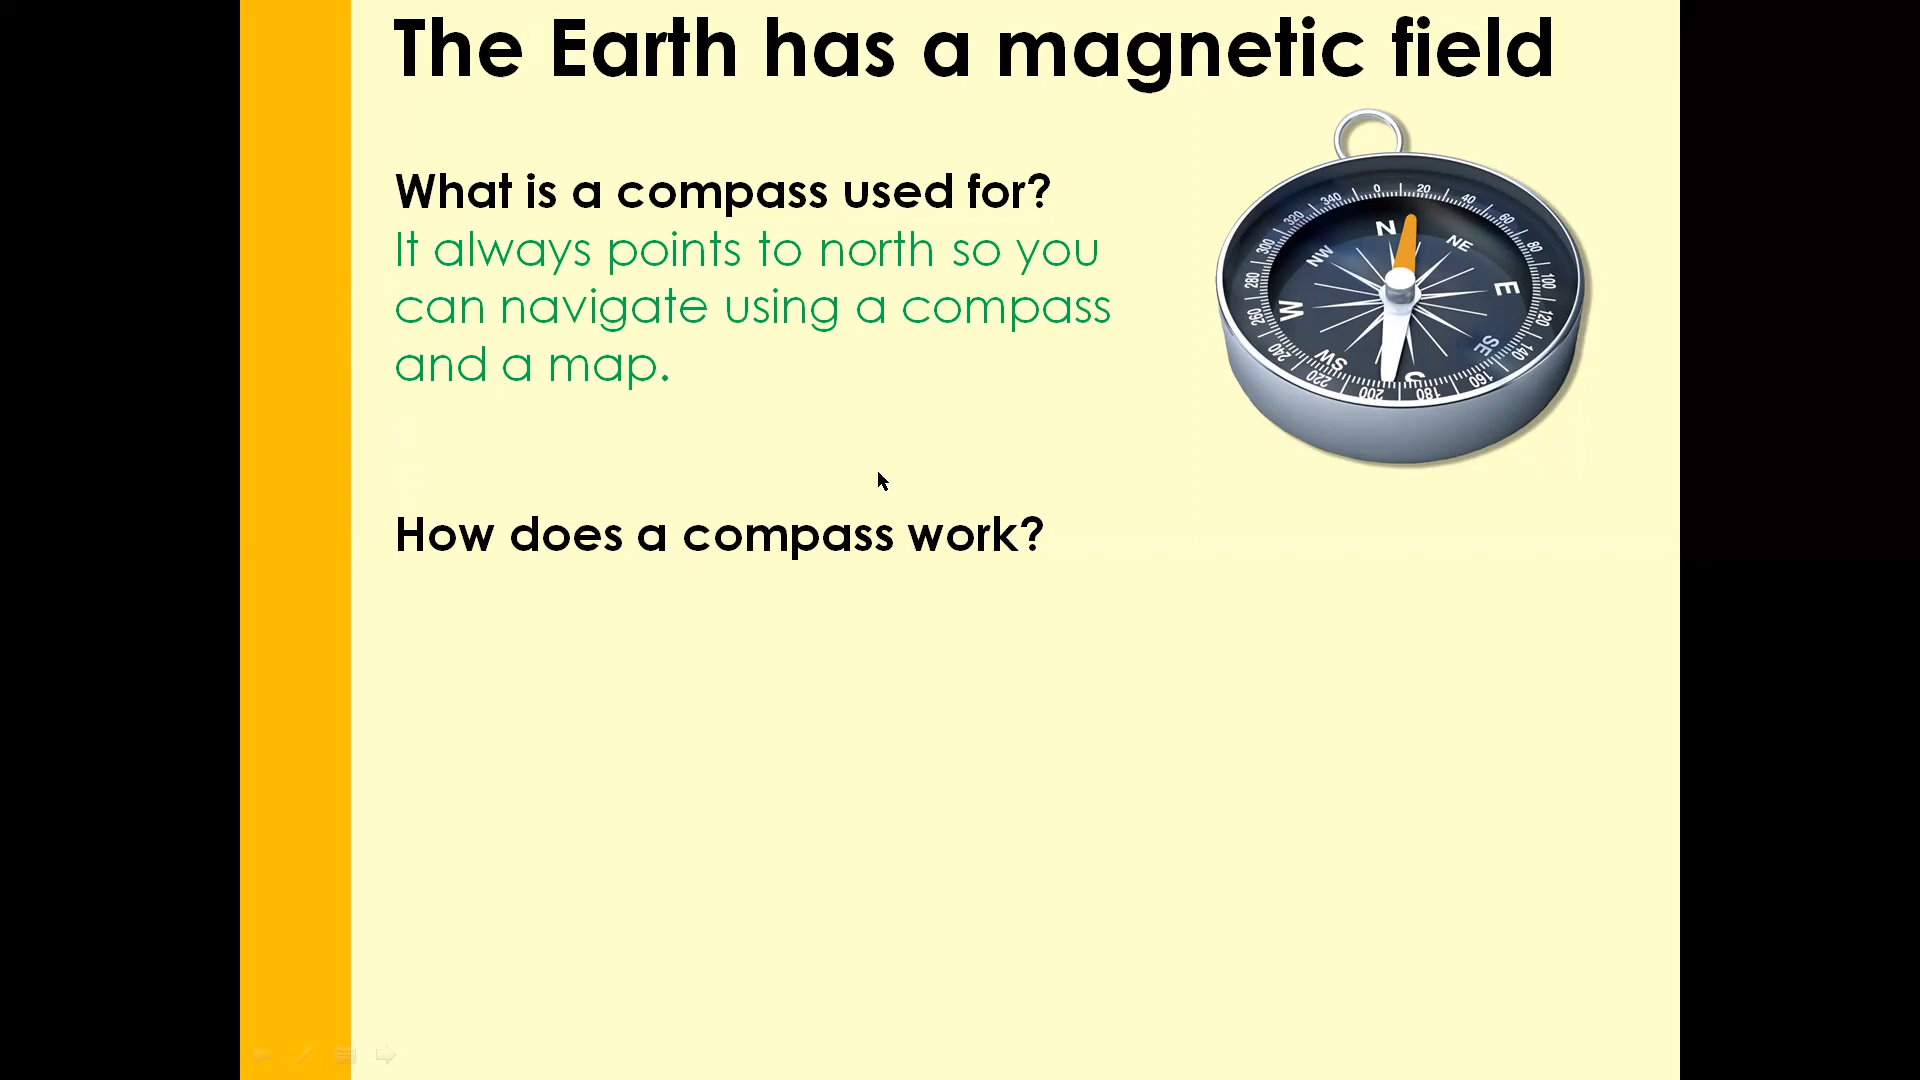 The Earth has a magnetic field
What is a compass used for?
It always points to north so you
can navigate using a compass
and a map.
How does a compass work?
0 20 40 60 80 100 120 140 160 180 200 220 240 260 280 300 320 340
N NE E SE S SW W NW